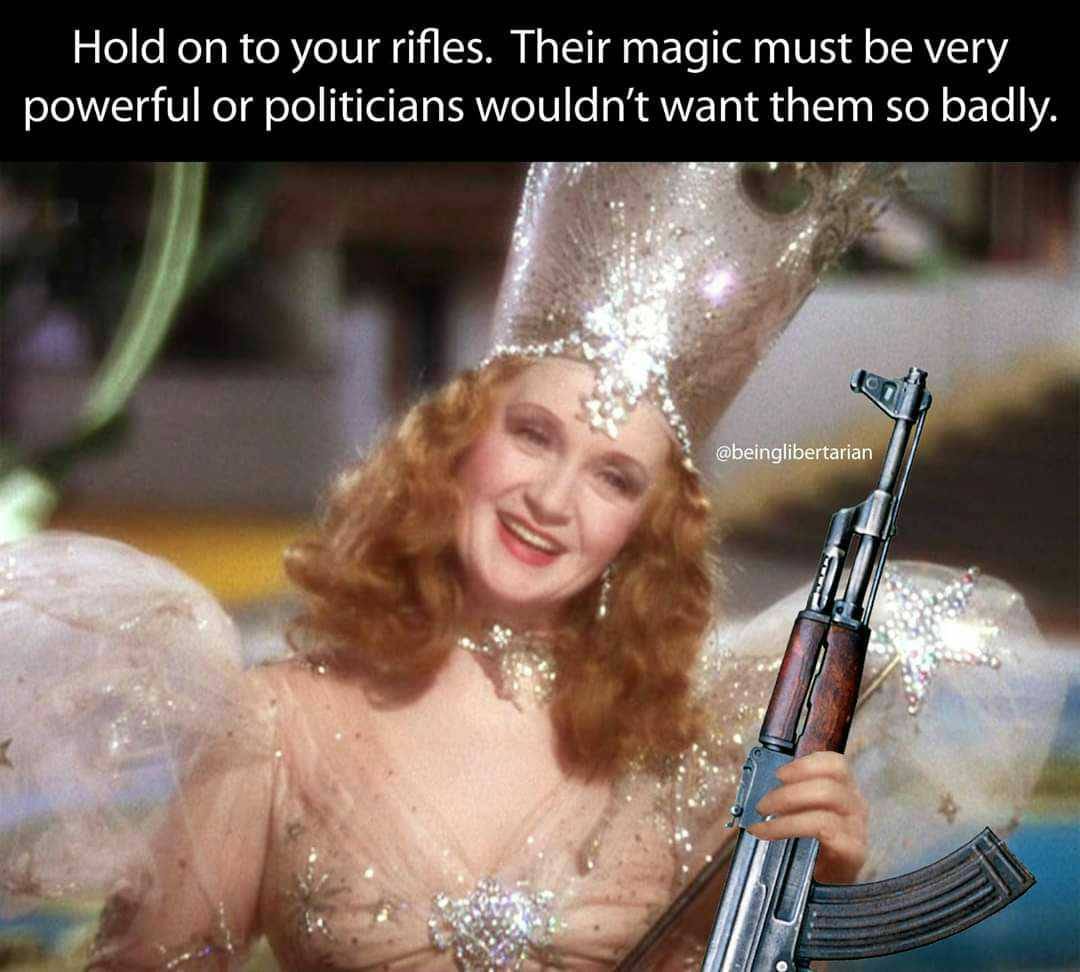 Hold on to your rifles.  Their magic must be very
powerful or politicians wouldn’t want them so badly.
@beinglibertarian